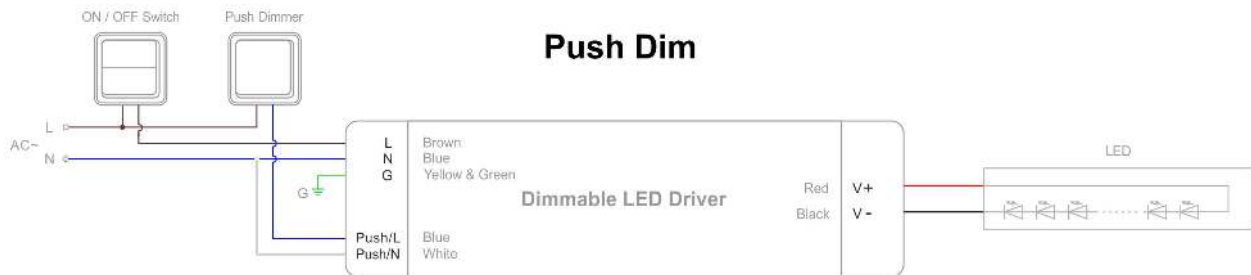 ON / OFF Switch
Push Dimmer
Push Dim
L
AC~
N
L Brown
N Blue
G Yellow & Green
G
Dimmable LED Driver
Push/L Blue
Push/N White
Red V+
Black V-
LED